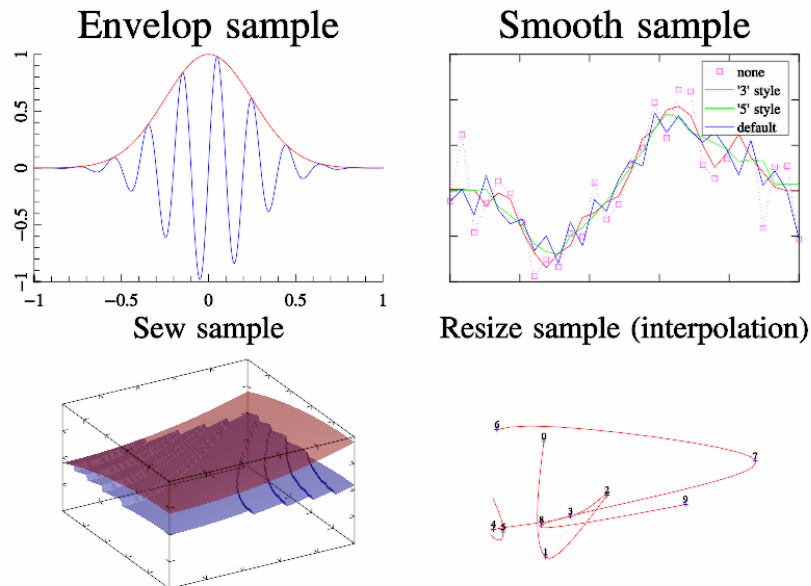 Envelop sample
1
0.5
0
−0.5
−1
−1
−0.5
0
0.5
1
Smooth sample
none
'3' style
'5' style
default
Sew sample
Resize sample (interpolation)
6
0
7
2
9
3
8
4
5
1